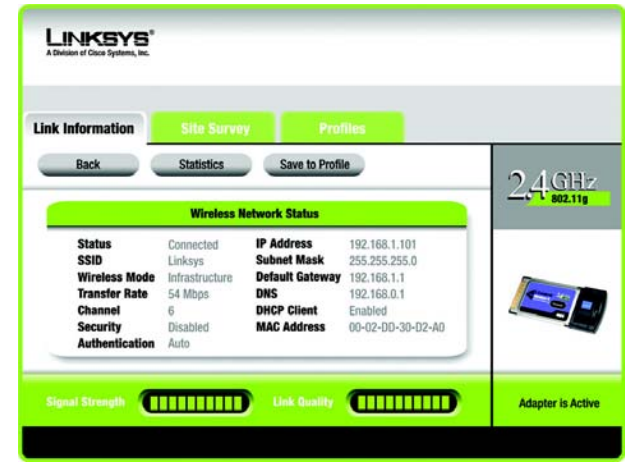 LINKSYS®
A Division of Cisco Systems, Inc.
Link Information Site Survey Profiles
Back Statistics Save to Profile
2.4GHz
802.11g
Wireless Network Status
Status Connected IP Address 192.168.1.101
SSID Linksys Subnet Mask 255.255.255.0
Wireless Mode Infrastructure Default Gateway 192.168.1.1
Transfer Rate 54 Mbps DNS 192.168.0.1
Channel 6 DHCP Client Enabled
Security Disabled MAC Address 00-02-DD-30-D2-A0
Authentication Auto
Signal Strength Link Quality Adapter is Active